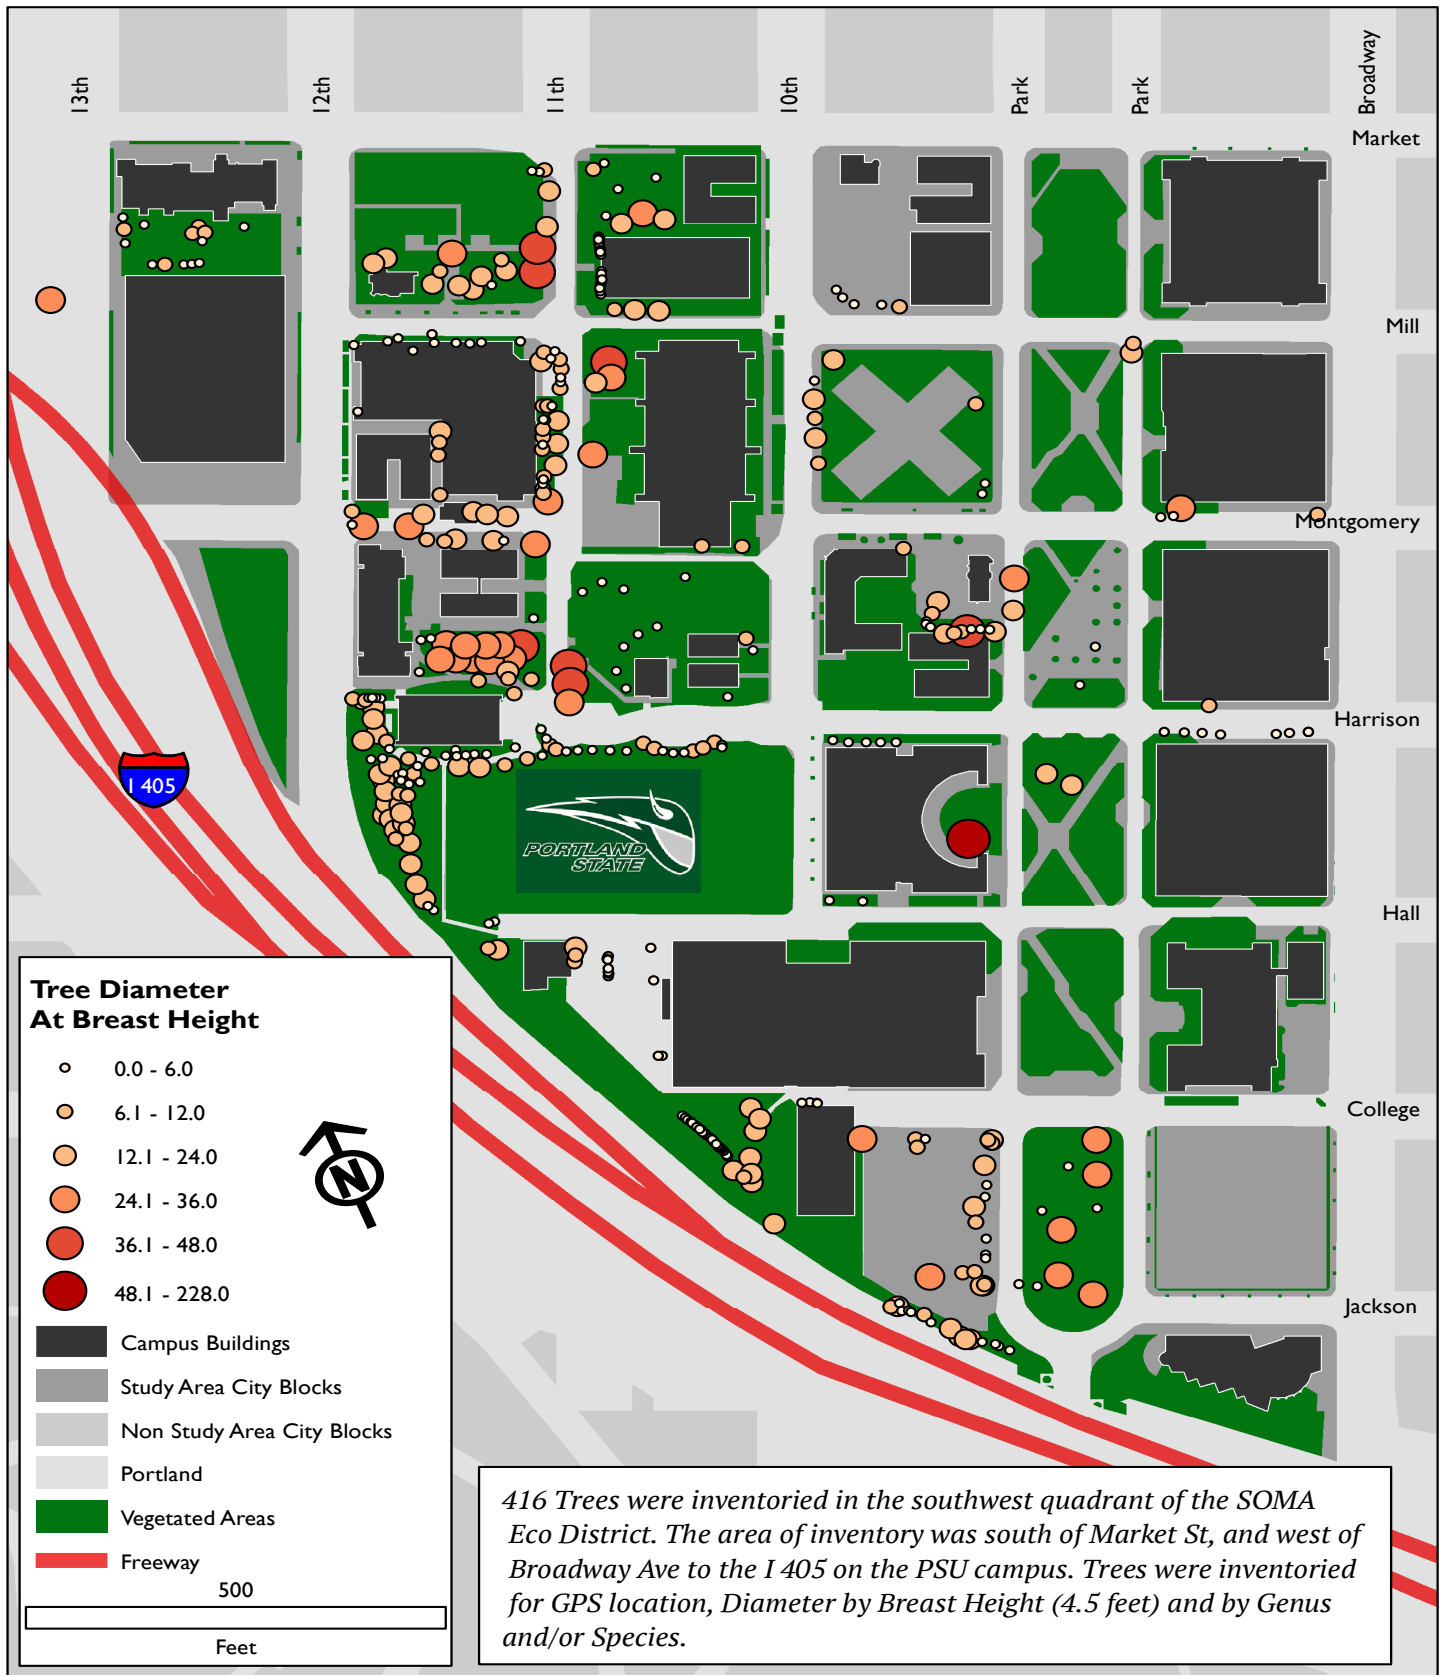 13th
12th
11th
10th
Park
Park
Broadway
Market
Mill
Montgomery
Harrison
I 405
PORTLAND
STATE
Hall
College
Jackson
Tree Diameter
At Breast Height
0.0 - 6.0
6.1 - 12.0
12.1 - 24.0
24.1 - 36.0
36.1 - 48.0
48.1 - 228.0
N
Campus Buildings
Study Area City Blocks
Non Study Area City Blocks
Portland
Vegetated Areas
Freeway
500
Feet
416 Trees were inventoried in the southwest quadrant of the SOMA
Eco District. The area of inventory was south of Market St, and west of
Broadway Ave to the I 405 on the PSU campus. Trees were inventoried
for GPS location, Diameter by Breast Height (4.5 feet) and by Genus
and/or Species.